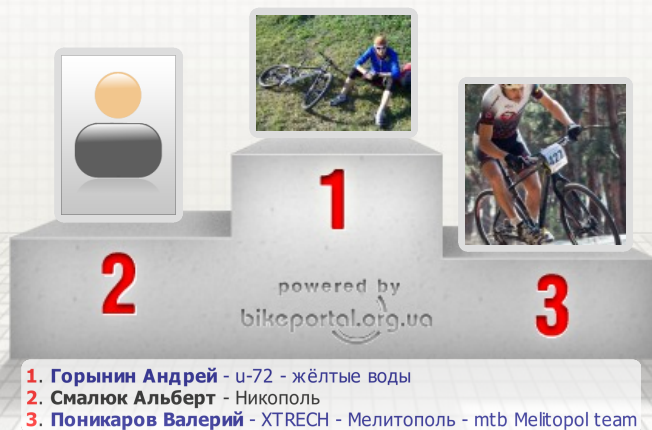 427
1
2
3
powered by
bikeportal.org.ua
1. Горынин Андрей - u-72 - жёлтые воды
2. Смалюк Альберт - Никополь
3. Поникаров Валерий - XTRECH - Мелитополь - mtb Melitopol team